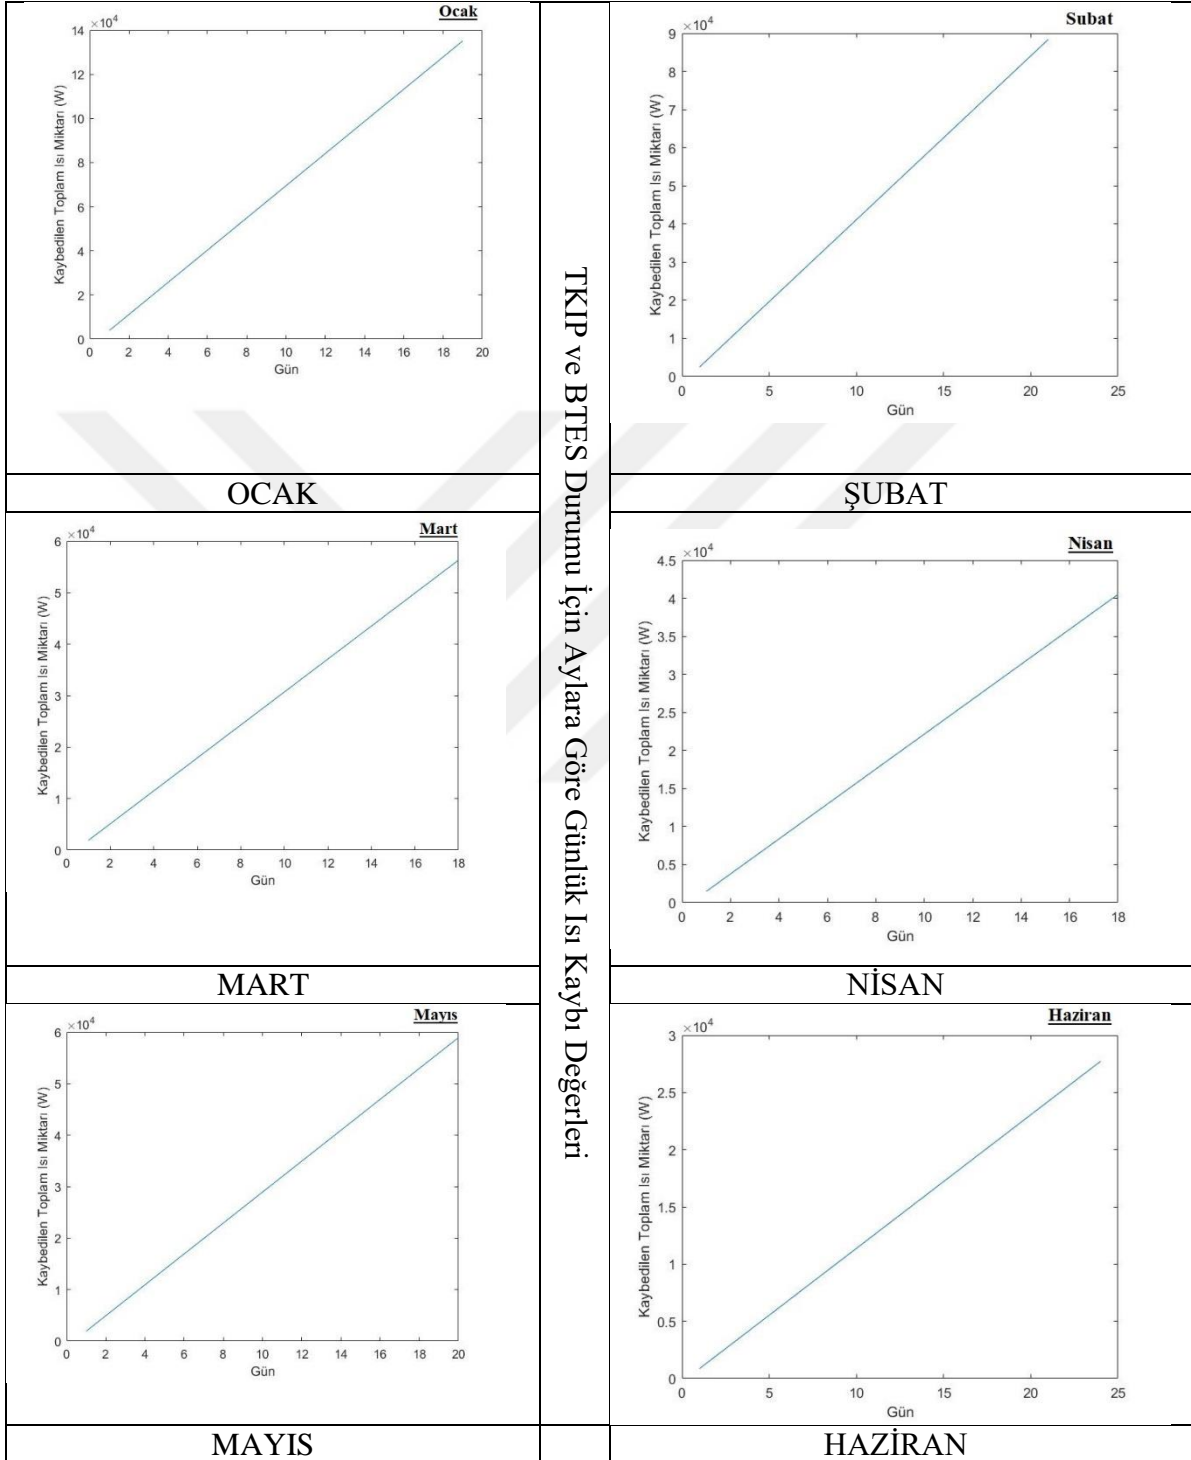 Ocak
×10⁴
14
12
10
8
6
4
2
0
0 2 4 6 8 10 12 14 16 18 20
Kaybedilen Toplam Isı Miktarı (W)
Gün
OCAK
Subat
×10⁴
9
8
7
6
5
4
3
2
1
0
0 5 10 15 20 25
Kaybedilen Toplam Isı Miktarı (W)
Gün
ŞUBAT
TKIP ve BTES Durumu İçin Aylara Göre Günlük Isı Kaybı Değerleri
Mart
×10⁴
6
5
4
3
2
1
0
0 2 4 6 8 10 12 14 16 18
Kaybedilen Toplam Isı Miktarı (W)
Gün
MART
Nisan
×10⁴
4.5
4
3.5
3
2.5
2
1.5
1
0.5
0
0 2 4 6 8 10 12 14 16 18
Kaybedilen Toplam Isı Miktarı (W)
Gün
NİSAN
Mayıs
×10⁴
6
5
4
3
2
1
0
0 2 4 6 8 10 12 14 16 18 20
Kaybedilen Toplam Isı Miktarı (W)
Gün
MAYIS
Haziran
×10⁴
3
2.5
2
1.5
1
0.5
0
0 5 10 15 20 25
Kaybedilen Toplam Isı Miktarı (W)
Gün
HAZİRAN